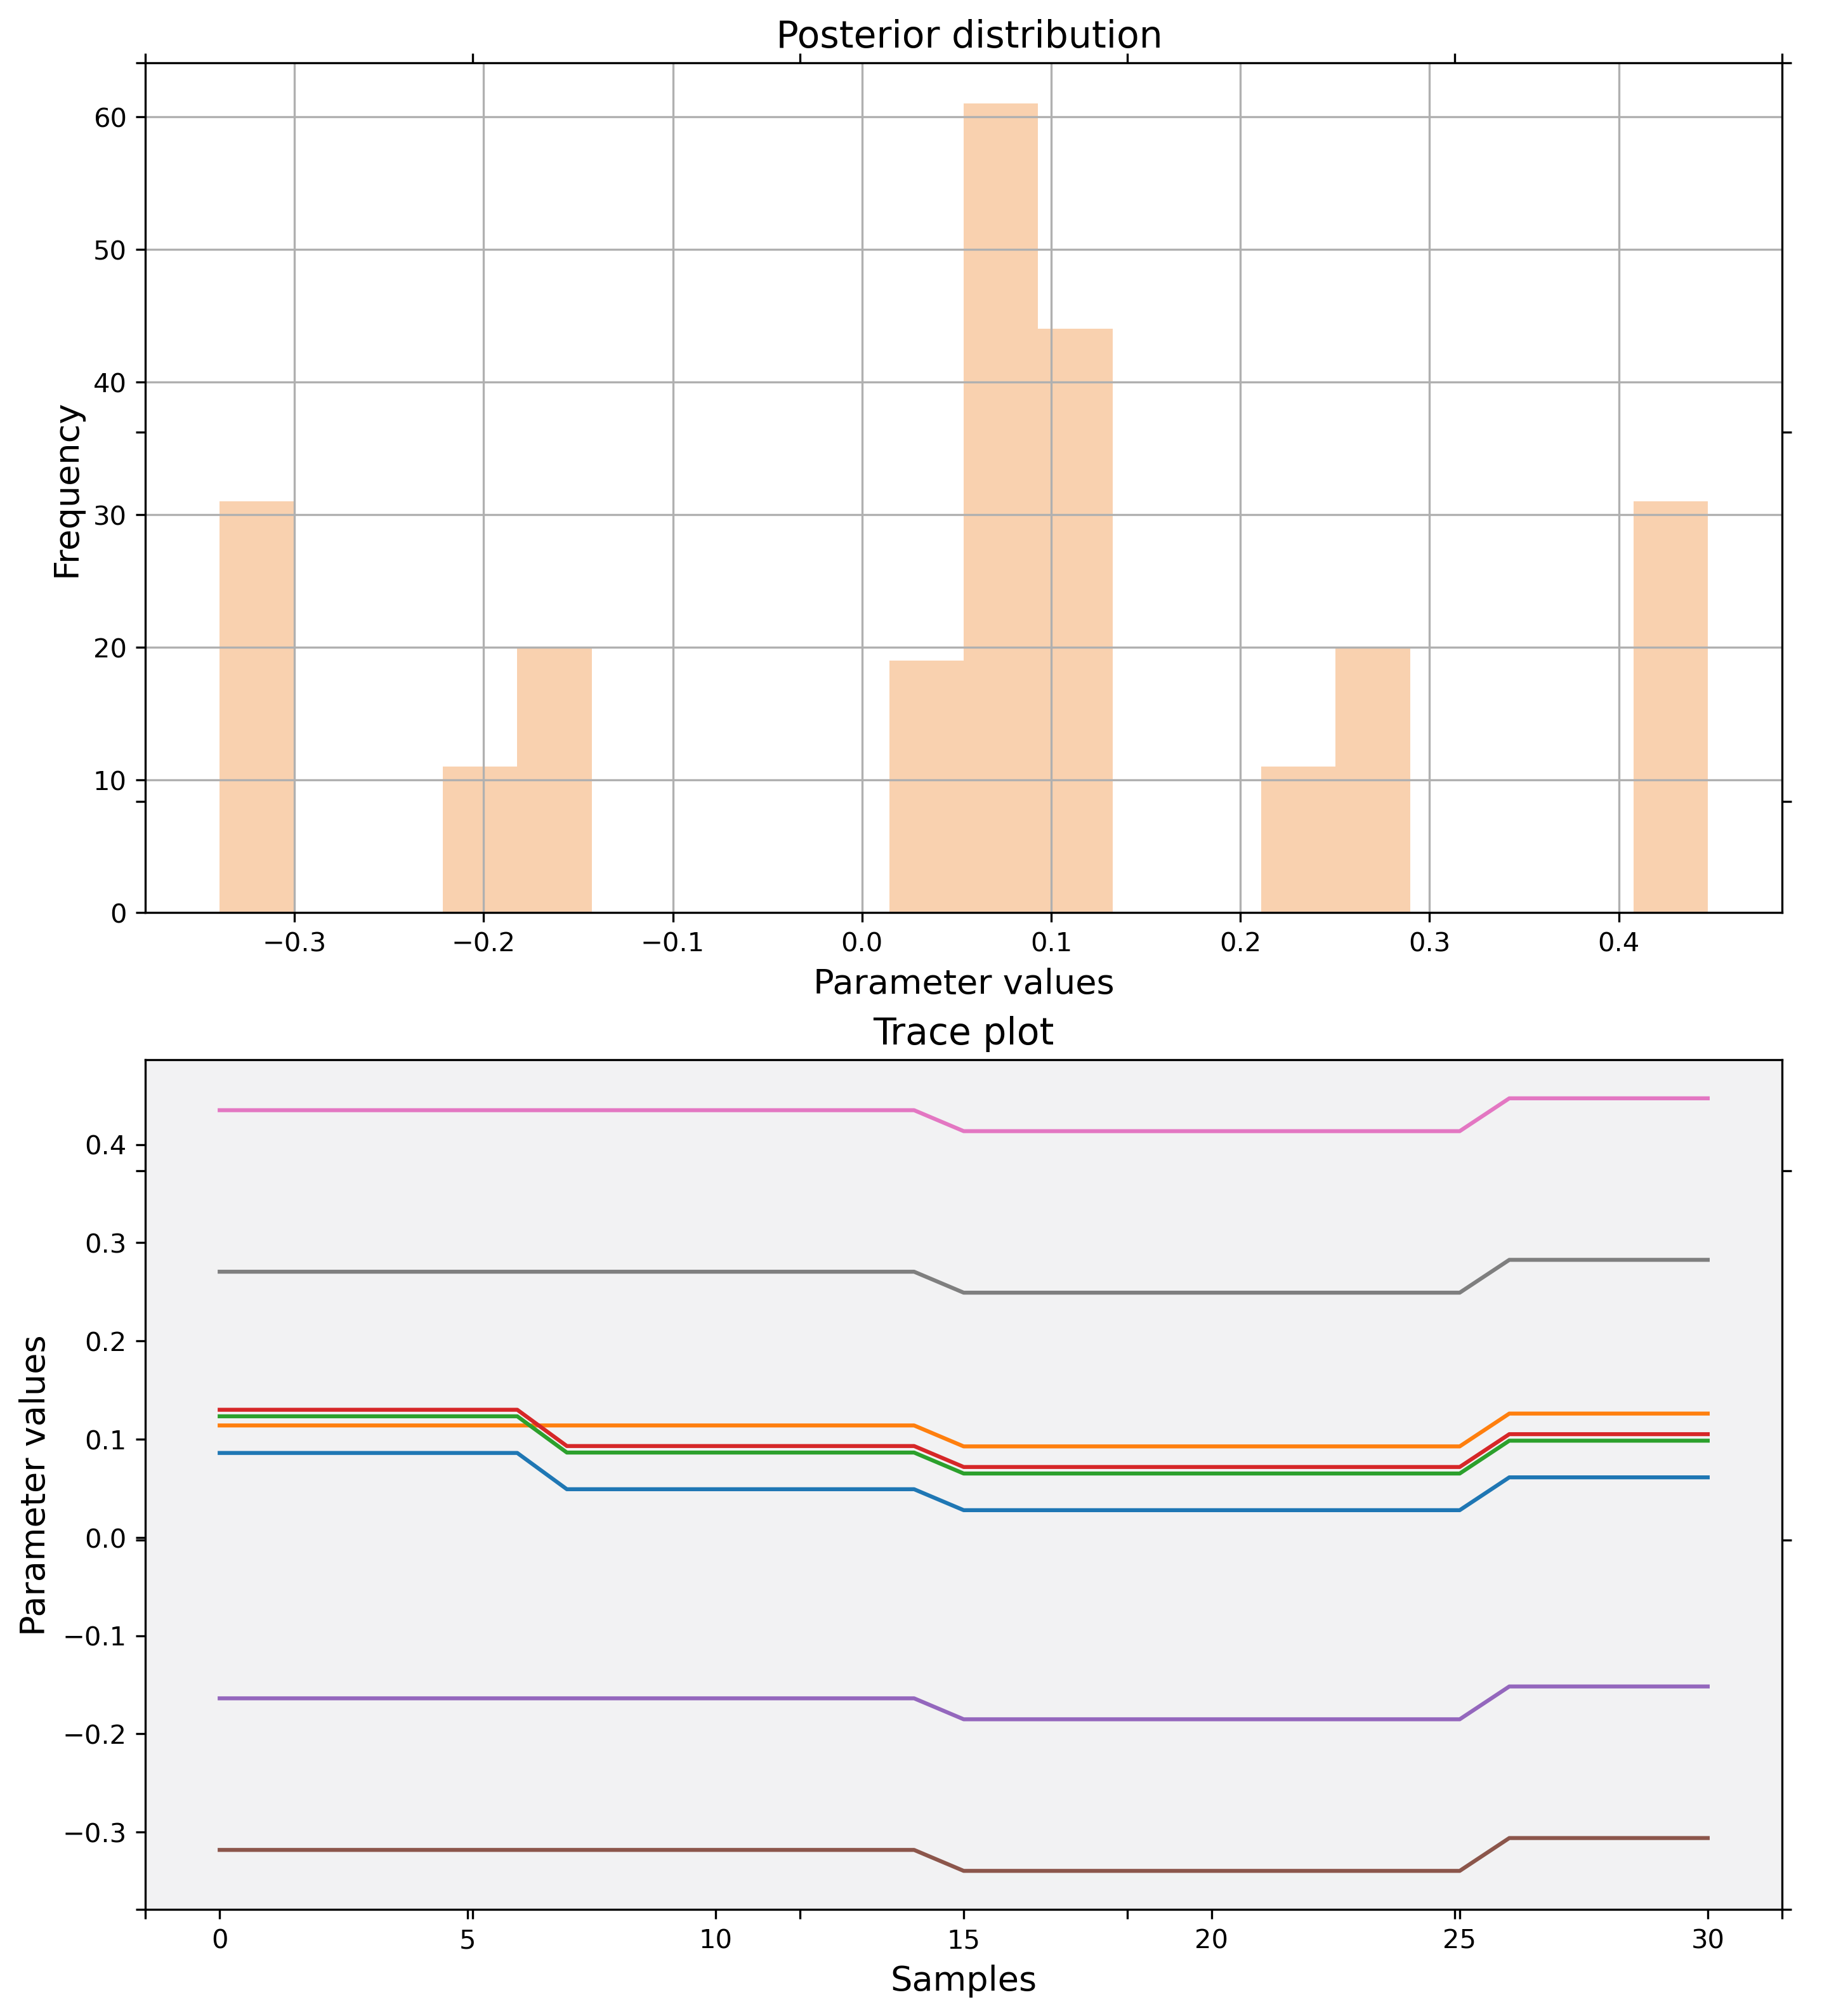 Posterior distribution
60
50
40
30
20
10
0
Frequency
−0.3 −0.2 −0.1 0.0 0.1 0.2 0.3 0.4
Parameter values
Trace plot
0.4
0.3
0.2
0.1
0.0
−0.1
−0.2
−0.3
Parameter values
0 5 10 15 20 25 30
Samples